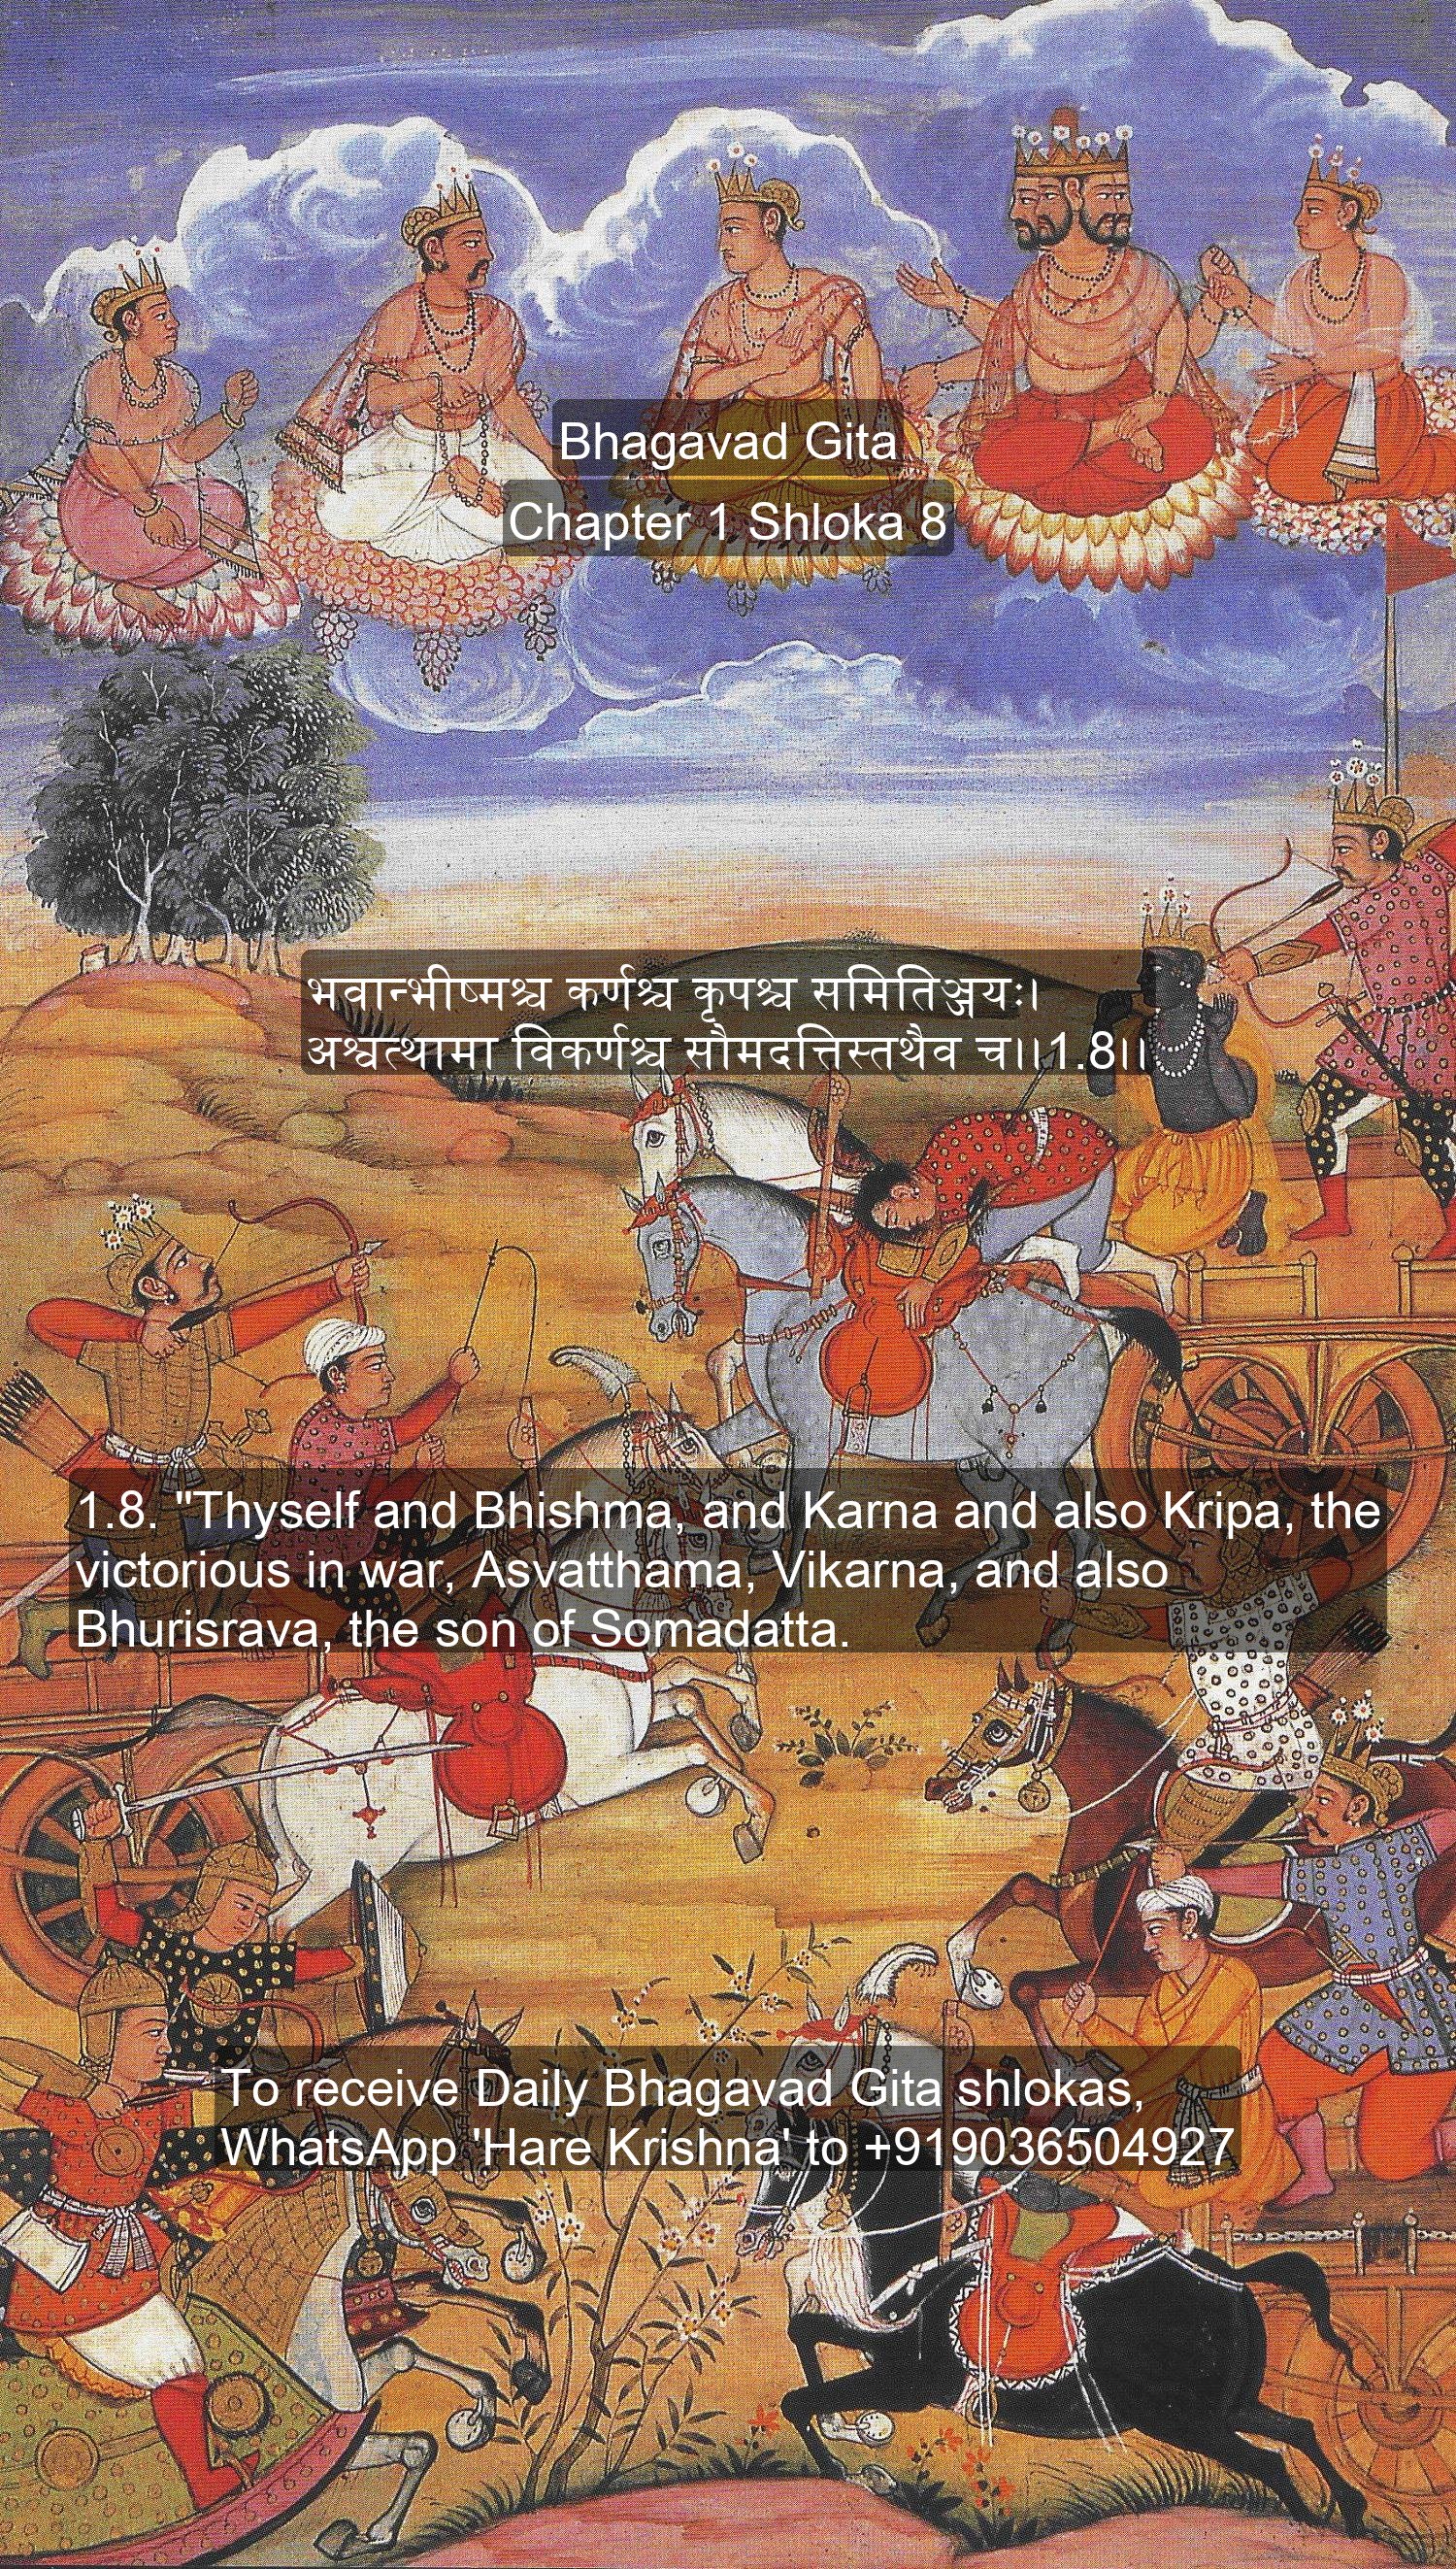 Bhagavad Gita
Chapter 1 Shloka 8
भवान्भीष्मश्च कर्णश्च कृपश्च समितिञ्जयः।
अश्वत्थामा विकर्णश्च सौमदत्तिस्तथैव च।।1.8।।
1.8. "Thyself and Bhishma, and Karna and also Kripa, the
victorious in war, Asvatthama, Vikarna, and also
Bhurisrava, the son of Somadatta.
To receive Daily Bhagavad Gita shlokas,
WhatsApp 'Hare Krishna' to +919036504927